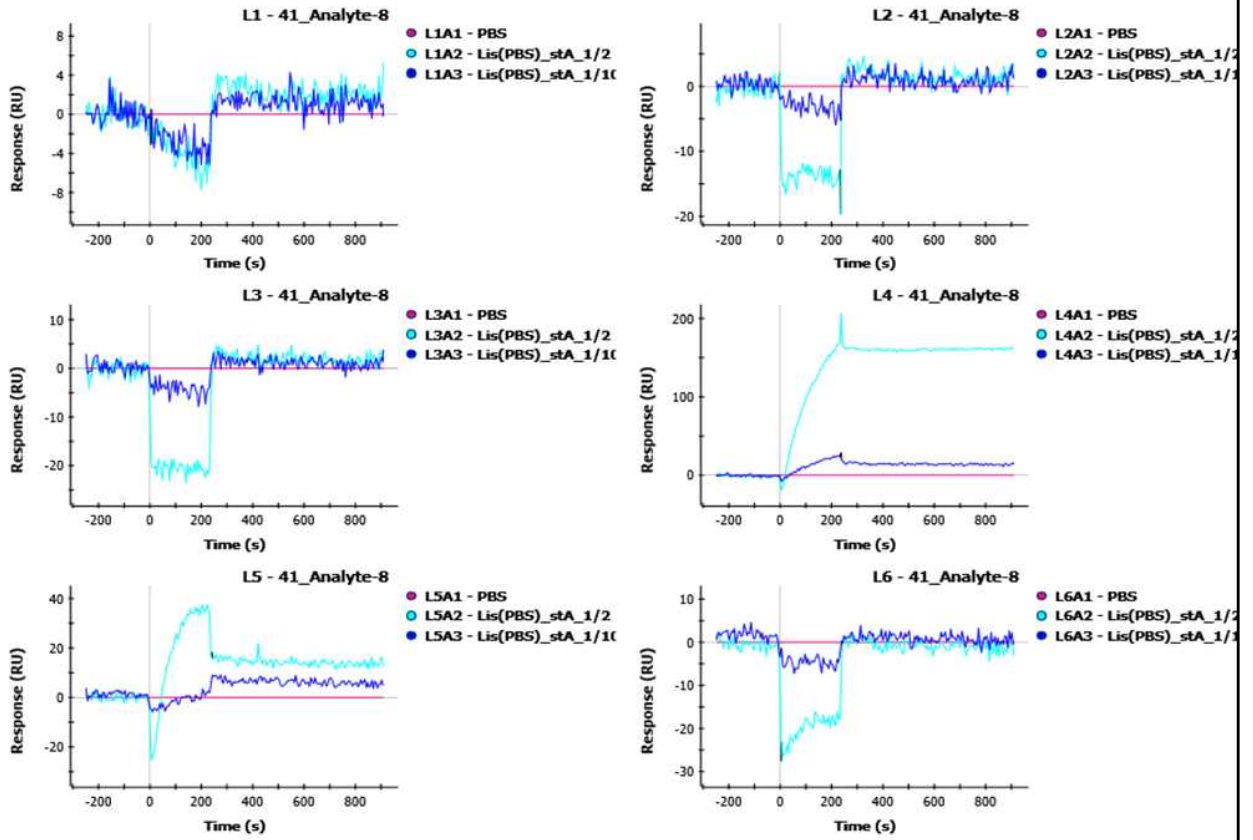 L1 - 41_Analyte-8
L1A1 - PBS
L1A2 - Lis(PBS)_stA_1/2
L1A3 - Lis(PBS)_stA_1/10
Response (RU)
8
4
0
-4
-8
-200 0 200 400 600 800
Time (s)
L2 - 41_Analyte-8
L2A1 - PBS
L2A2 - Lis(PBS)_stA_1/2
L2A3 - Lis(PBS)_stA_1/1
Response (RU)
0
-10
-20
-200 0 200 400 600 800
Time (s)
L3 - 41_Analyte-8
L3A1 - PBS
L3A2 - Lis(PBS)_stA_1/2
L3A3 - Lis(PBS)_stA_1/10
Response (RU)
10
0
-10
-20
-200 0 200 400 600 800
Time (s)
L4 - 41_Analyte-8
L4A1 - PBS
L4A2 - Lis(PBS)_stA_1/2
L4A3 - Lis(PBS)_stA_1/1
Response (RU)
200
100
0
-200 0 200 400 600 800
Time (s)
L5 - 41_Analyte-8
L5A1 - PBS
L5A2 - Lis(PBS)_stA_1/2
L5A3 - Lis(PBS)_stA_1/10
Response (RU)
40
20
0
-20
-200 0 200 400 600 800
Time (s)
L6 - 41_Analyte-8
L6A1 - PBS
L6A2 - Lis(PBS)_stA_1/2
L6A3 - Lis(PBS)_stA_1/1
Response (RU)
10
0
-10
-20
-30
-200 0 200 400 600 800
Time (s)